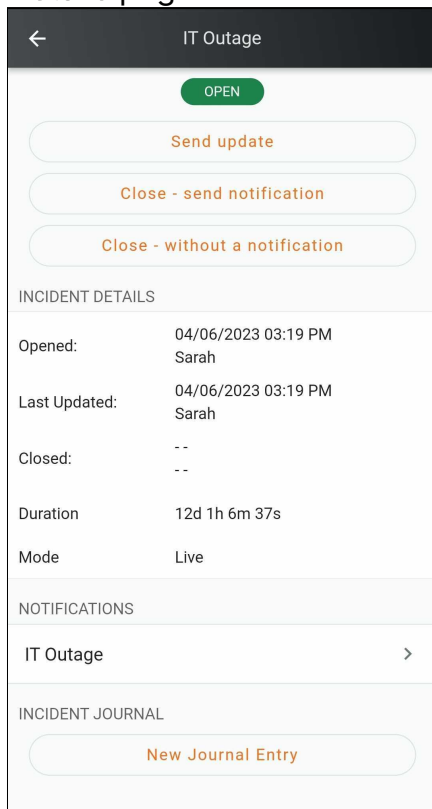 IT Outage
OPEN
Send update
Close - send notification
Close - without a notification
INCIDENT DETAILS
Opened:
04/06/2023 03:19 PM
Sarah
Last Updated:
04/06/2023 03:19 PM
Sarah
Closed:
- -
- -
Duration
12d 1h 6m 37s
Mode
Live
NOTIFICATIONS
IT Outage
INCIDENT JOURNAL
New Journal Entry